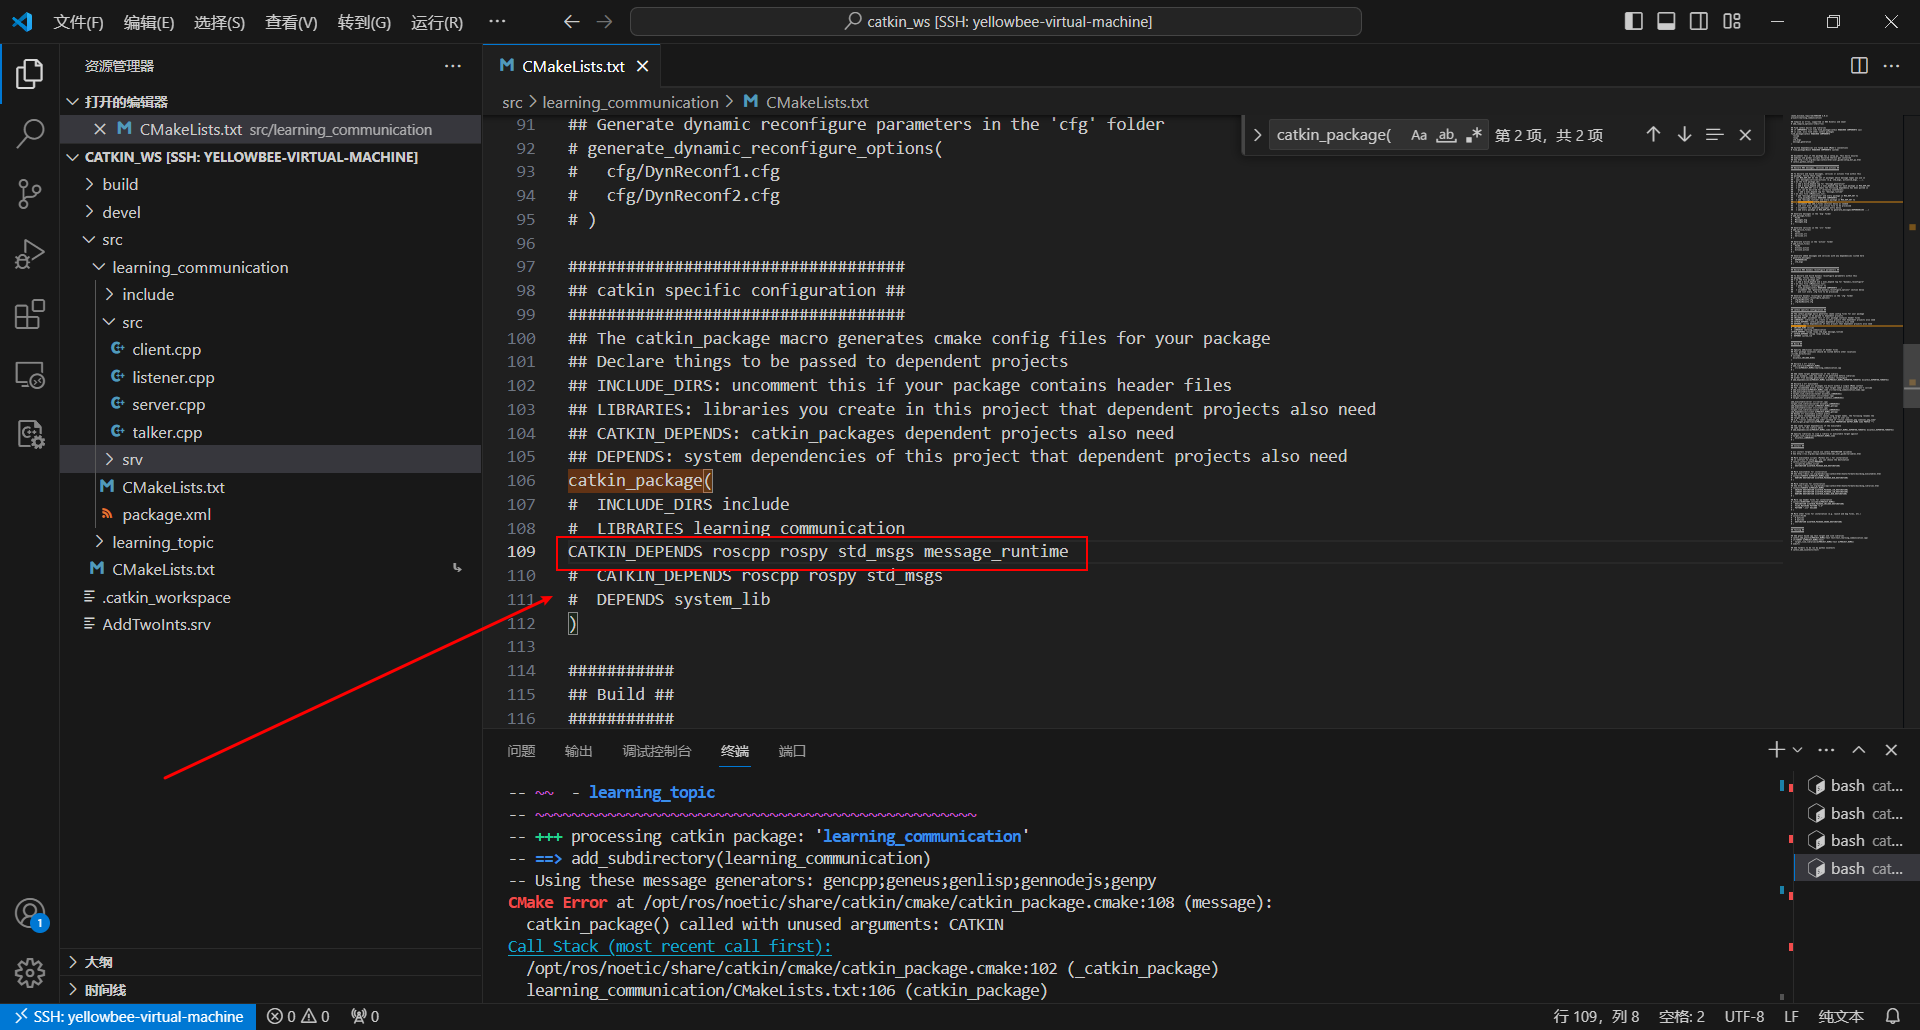 文件(F) 编辑(E) 选择(S) 查看(V) 转到(G) 运行(R) ··· catkin_ws [SSH: yellowbee-virtual-machine]
资源管理器 ···
打开的编辑器
CMakeLists.txt src/learning_communication
CATKIN_WS [SSH: YELLOWBEE-VIRTUAL-MACHINE]
build
devel
src
learning_communication
include
src
client.cpp
listener.cpp
server.cpp
talker.cpp
srv
CMakeLists.txt
package.xml
learning_topic
CMakeLists.txt
.catkin_workspace
AddTwoInts.srv
大纲
时间线
CMakeLists.txt
src > learning_communication > CMakeLists.txt
catkin_package( Aa ab .* 第 2 项，共 2 项
91 ## Generate dynamic reconfigure parameters in the 'cfg' folder
92 # generate_dynamic_reconfigure_options(
93 #   cfg/DynReconf1.cfg
94 #   cfg/DynReconf2.cfg
95 # )
96
97 ###################################
98 ## catkin specific configuration ##
99 ###################################
100 ## The catkin_package macro generates cmake config files for your package
101 ## Declare things to be passed to dependent projects
102 ## INCLUDE_DIRS: uncomment this if your package contains header files
103 ## LIBRARIES: libraries you create in this project that dependent projects also need
104 ## CATKIN_DEPENDS: catkin_packages dependent projects also need
105 ## DEPENDS: system dependencies of this project that dependent projects also need
106 catkin_package(
107 #  INCLUDE_DIRS include
108 #  LIBRARIES learning_communication
109 CATKIN_DEPENDS roscpp rospy std_msgs message_runtime
110 #  CATKIN_DEPENDS roscpp rospy std_msgs
111 #  DEPENDS system_lib
112 )
113
114 ###########
115 ## Build ##
116 ###########
问题 输出 调试控制台 终端 端口
-- ~~  - learning_topic
-- ~~~~~~~~~~~~~~~~~~~~~~~~~~~~~~~~~~~~~~~~~~~~~~~~~
-- +++ processing catkin package: 'learning_communication'
-- ==> add_subdirectory(learning_communication)
-- Using these message generators: gencpp;geneus;genlisp;gennodejs;genpy
CMake Error at /opt/ros/noetic/share/catkin/cmake/catkin_package.cmake:108 (message):
catkin_package() called with unused arguments: CATKIN
Call Stack (most recent call first):
/opt/ros/noetic/share/catkin/cmake/catkin_package.cmake:102 (_catkin_package)
learning_communication/CMakeLists.txt:106 (catkin_package)
bash cat...
bash cat...
bash cat...
bash cat...
1
SSH: yellowbee-virtual-machine 0 0 0 行 109，列 8 空格: 2 UTF-8 LF 纯文本